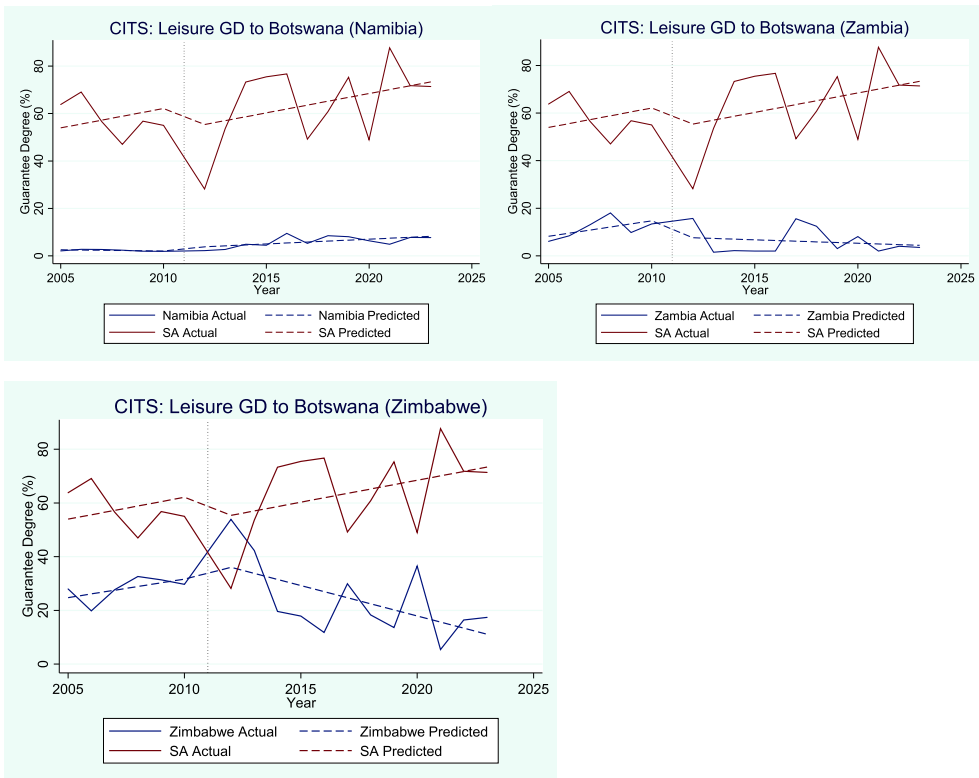 CITS: Leisure GD to Botswana (Namibia)
Guarantee Degree (%)
80
60
40
20
0
2005 2010 2015 2020 2025
Year
Namibia Actual Namibia Predicted
SA Actual SA Predicted
CITS: Leisure GD to Botswana (Zambia)
Guarantee Degree (%)
80
60
40
20
0
2005 2010 2015 2020 2025
Year
Zambia Actual Zambia Predicted
SA Actual SA Predicted
CITS: Leisure GD to Botswana (Zimbabwe)
Guarantee Degree (%)
80
60
40
20
0
2005 2010 2015 2020 2025
Year
Zimbabwe Actual Zimbabwe Predicted
SA Actual SA Predicted